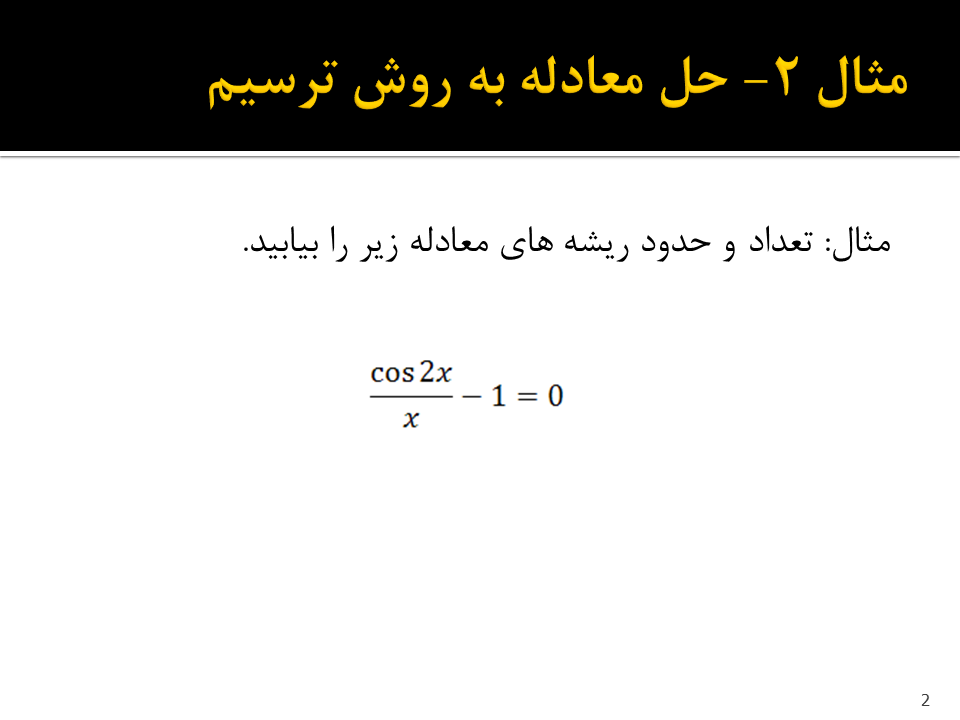 مثال ۲- حل معادله به روش ترسیم
مثال: تعداد و حدود ریشه های معادله زیر را بیابید.
cos 2x / x − 1 = 0
2